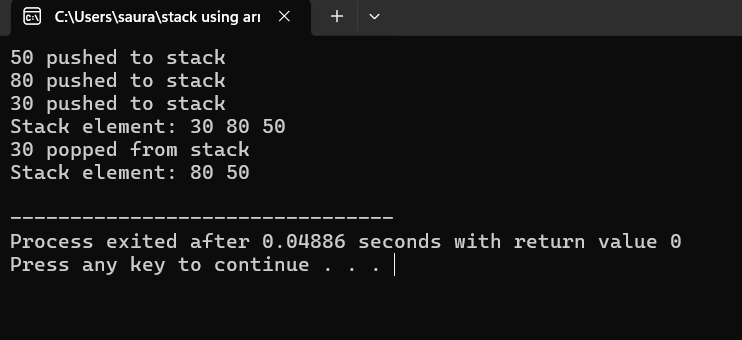 C:\Users\saura\stack using arr
50 pushed to stack
80 pushed to stack
30 pushed to stack
Stack element: 30 80 50
30 popped from stack
Stack element: 80 50
--------------------------------
Process exited after 0.04886 seconds with return value 0
Press any key to continue . . .